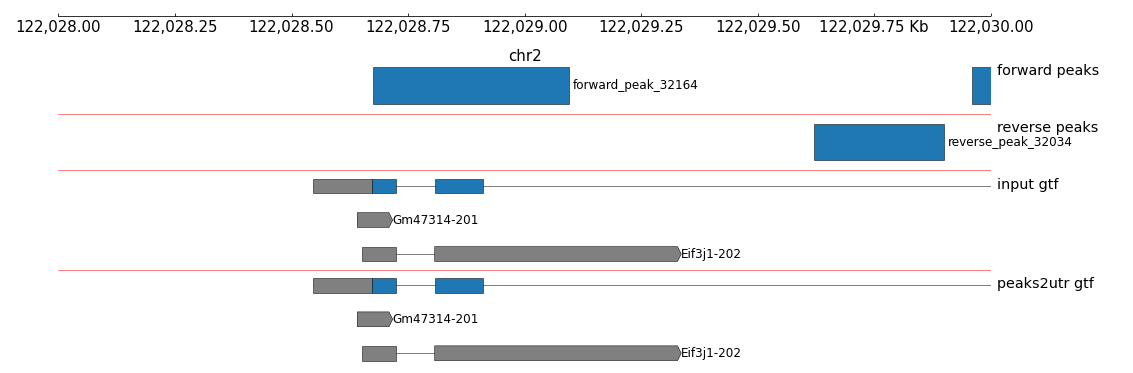 122,028.00 122,028.25 122,028.50 122,028.75 122,029.00 122,029.25 122,029.50 122,029.75 Kb 122,030.00
chr2
forward peaks
forward_peak_32164
reverse peaks
reverse_peak_32034
input gtf
Gm47314-201
Eif3j1-202
peaks2utr gtf
Gm47314-201
Eif3j1-202